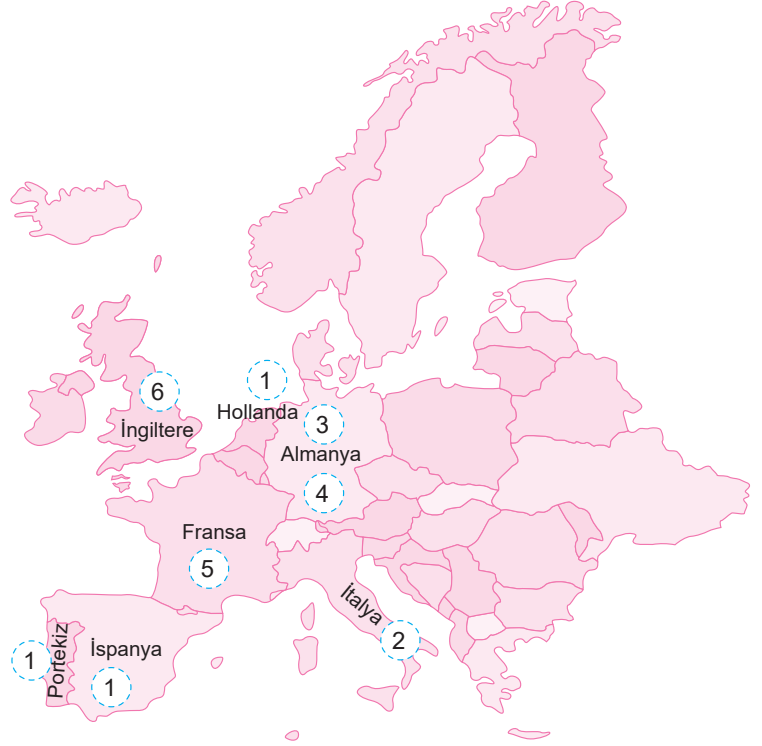 6
İngiltere
1
Hollanda
3
Almanya
4
Fransa
5
İtalya
2
1
Portekiz
İspanya
1